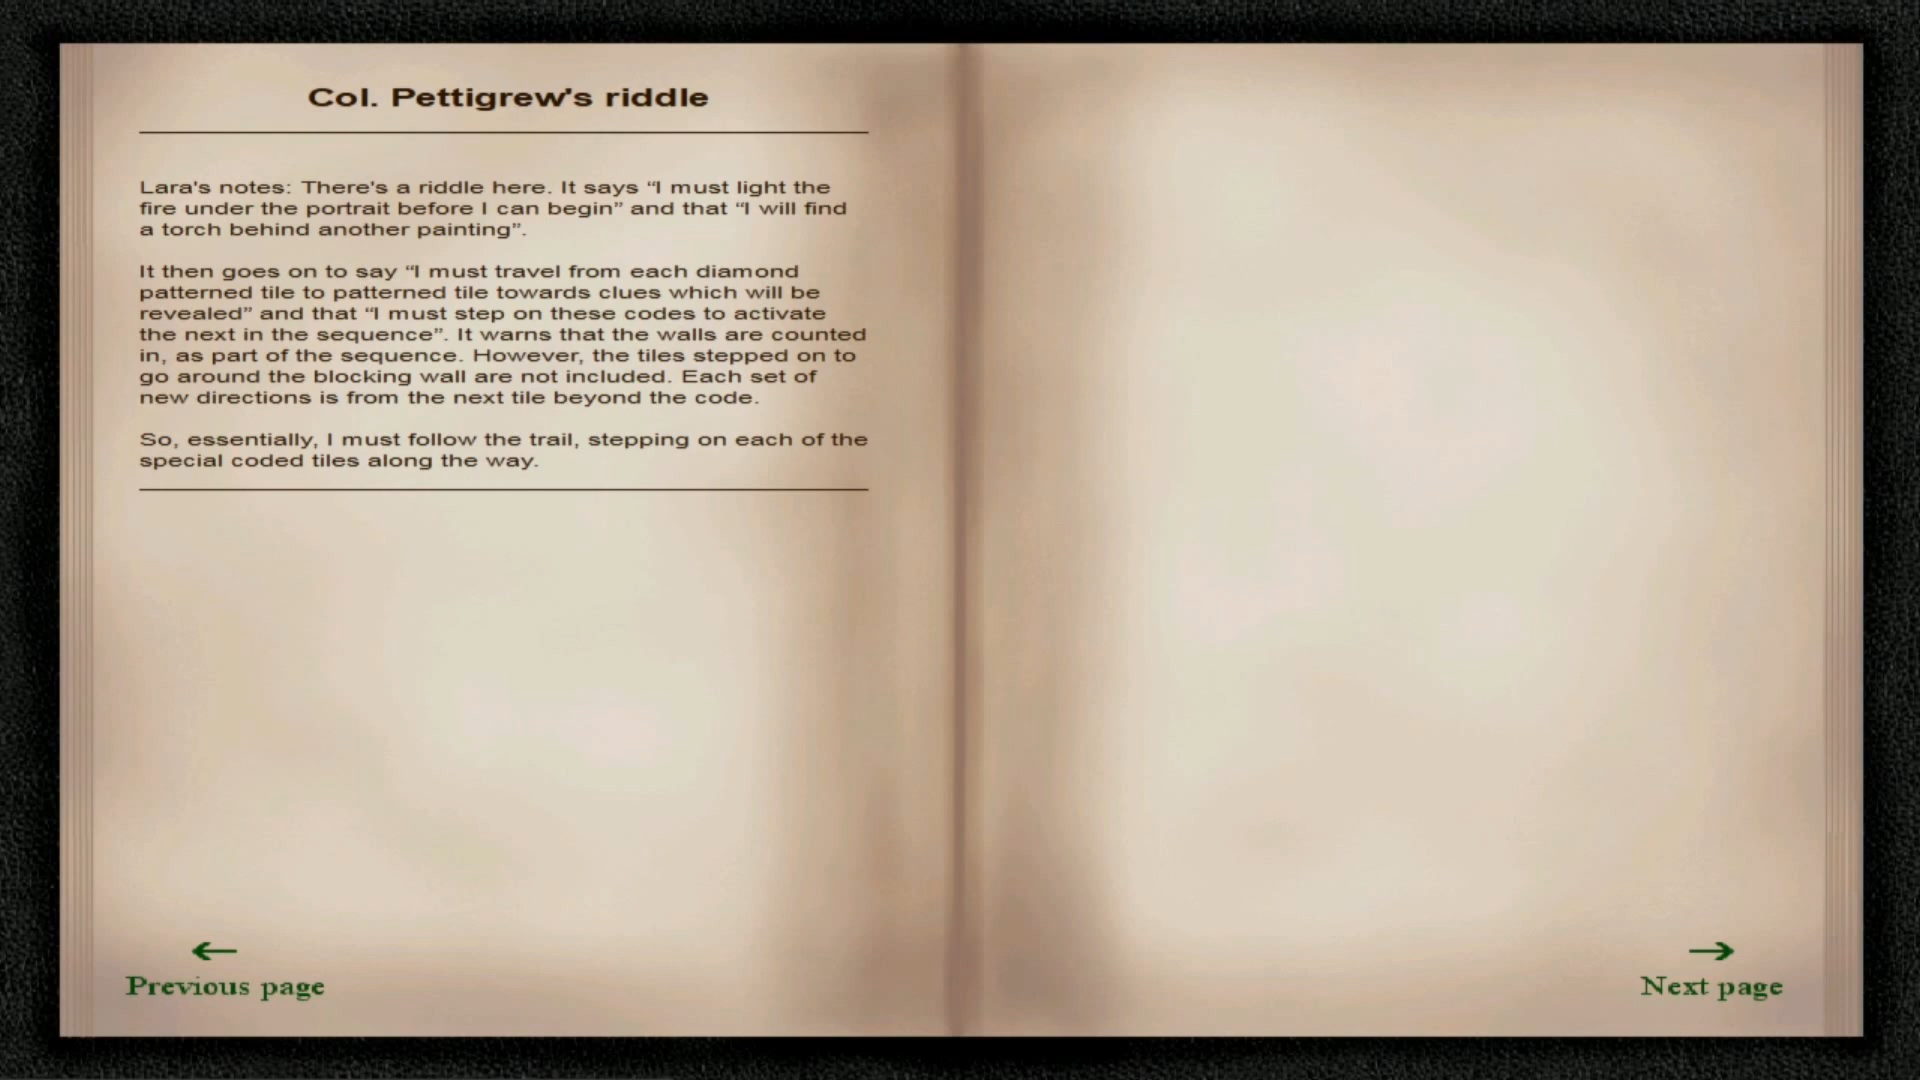 Col. Pettigrew's riddle
Lara's notes: There's a riddle here. It says “I must light the
fire under the portrait before I can begin” and that “I will find
a torch behind another painting”.
It then goes on to say “I must travel from each diamond
patterned tile to patterned tile towards clues which will be
revealed” and that “I must step on these codes to activate
the next in the sequence”. It warns that the walls are counted
in, as part of the sequence. However, the tiles stepped on to
go around the blocking wall are not included. Each set of
new directions is from the next tile beyond the code.
So, essentially, I must follow the trail, stepping on each of the
special coded tiles along the way.
Previous page
Next page